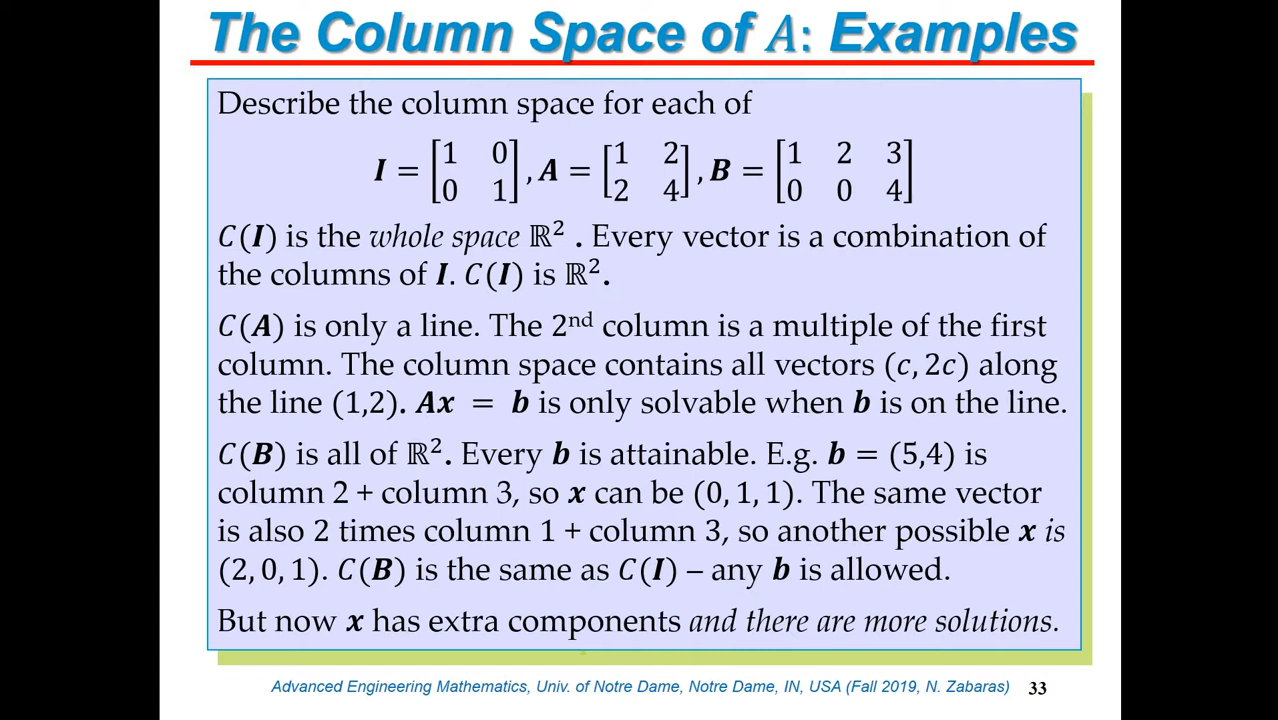 The Column Space of A: Examples
Describe the column space for each of
I = [1 0; 0 1], A = [1 2; 2 4], B = [1 2 3; 0 0 4]
C(I) is the whole space ℝ² . Every vector is a combination of
the columns of I. C(I) is ℝ².
C(A) is only a line. The 2nd column is a multiple of the first
column. The column space contains all vectors (c, 2c) along
the line (1,2). Ax = b is only solvable when b is on the line.
C(B) is all of ℝ². Every b is attainable. E.g. b = (5,4) is
column 2 + column 3, so x can be (0, 1, 1). The same vector
is also 2 times column 1 + column 3, so another possible x is
(2, 0, 1). C(B) is the same as C(I) – any b is allowed.
But now x has extra components and there are more solutions.
Advanced Engineering Mathematics, Univ. of Notre Dame, Notre Dame, IN, USA (Fall 2019, N. Zabaras) 33